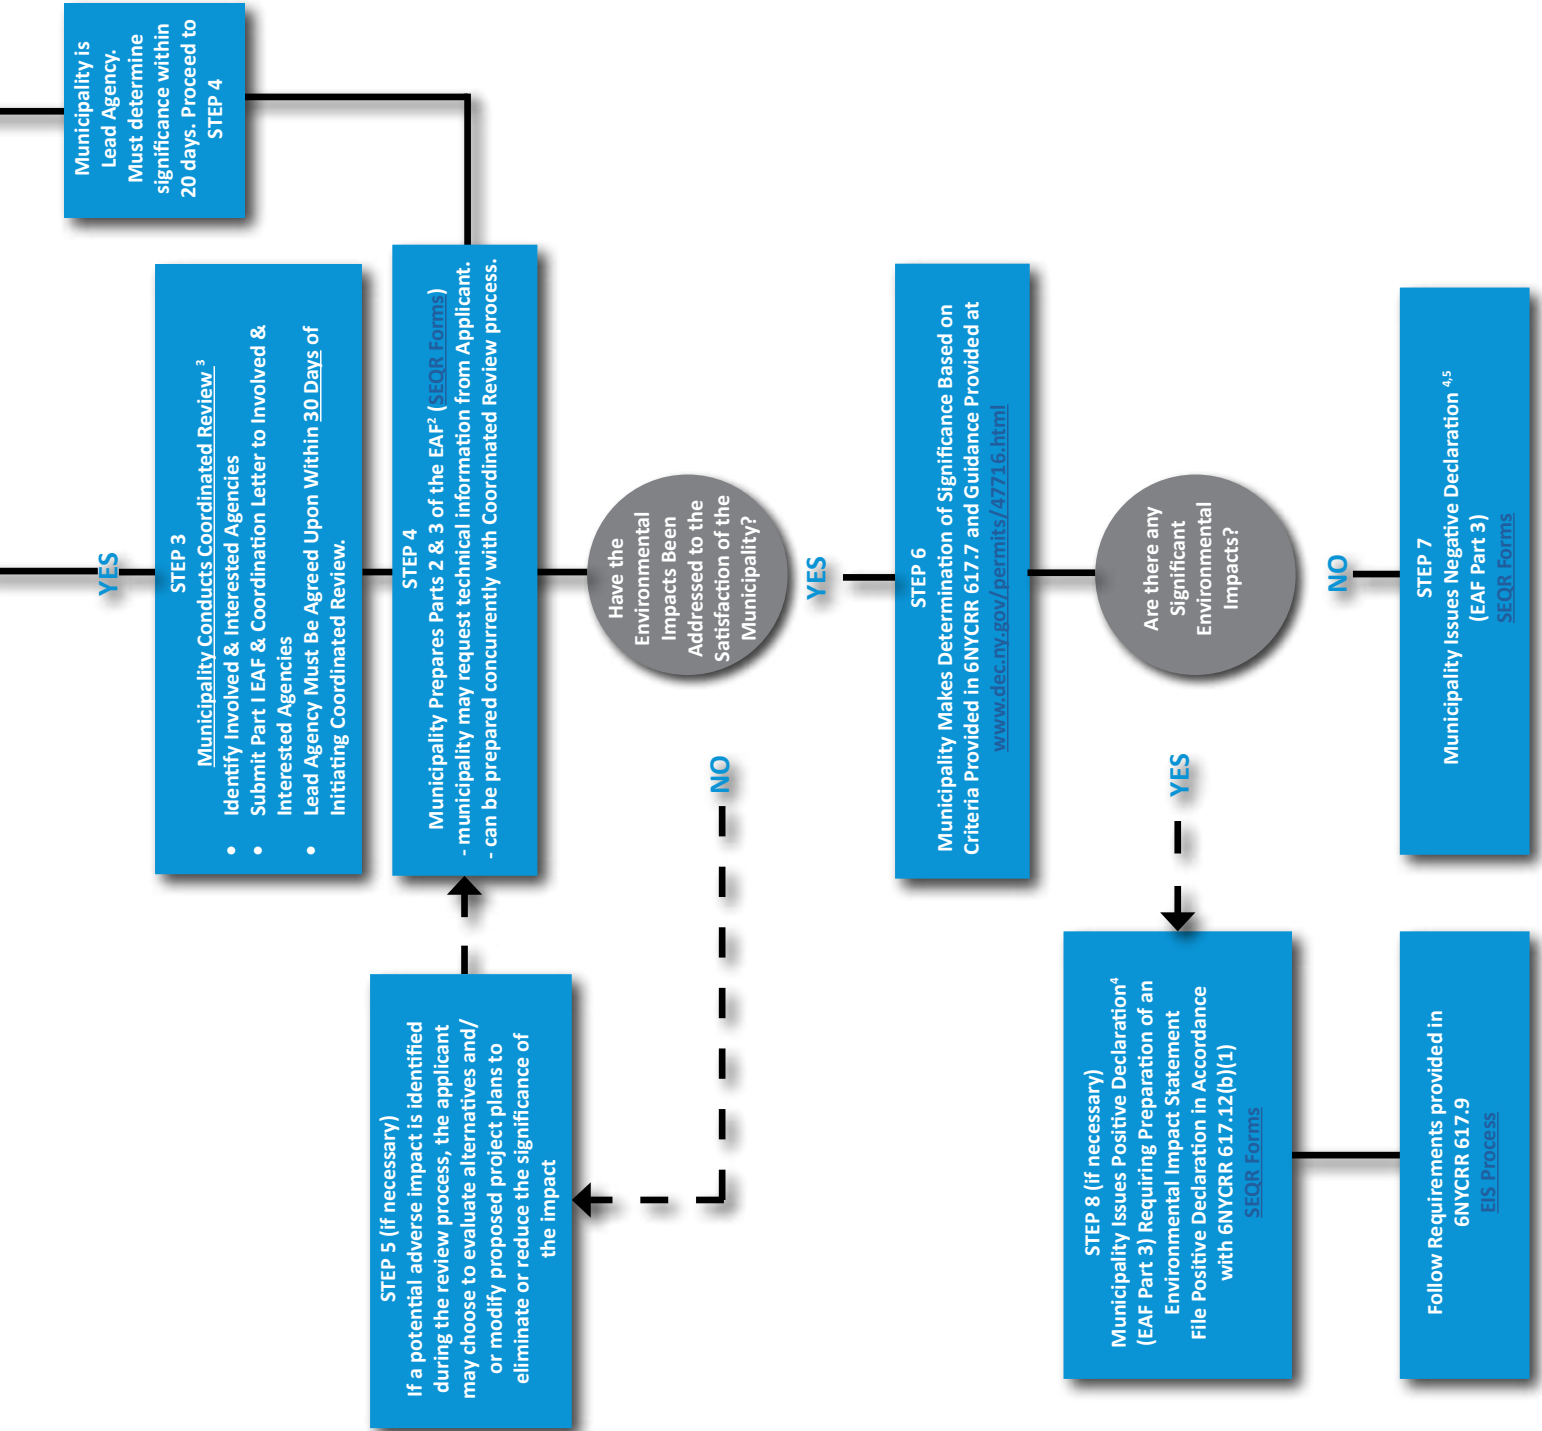 Municipality is
Lead Agency.
Must determine
significance within
20 days. Proceed to
STEP 4
YES
STEP 3
Municipality Conducts Coordinated Review 3
• Identify Involved & Interested Agencies
• Submit Part I EAF & Coordination Letter to Involved &
Interested Agencies
• Lead Agency Must Be Agreed Upon Within 30 Days of
Initiating Coordinated Review.
STEP 4
Municipality Prepares Parts 2 & 3 of the EAF2 (SEQR Forms)
- municipality may request technical information from Applicant.
- can be prepared concurrently with Coordinated Review process.
STEP 5 (if necessary)
If a potential adverse impact is identified
during the review process, the applicant
may choose to evaluate alternatives and/
or modify proposed project plans to
eliminate or reduce the significance of
the impact
Have the
Environmental
Impacts Been
Addressed to the
Satisfaction of the
Municipality?
NO
YES
STEP 6
Municipality Makes Determination of Significance Based on
Criteria Provided in 6NYCRR 617.7 and Guidance Provided at
www.dec.ny.gov/permits/47716.html
Are there any
Significant
Environmental
Impacts?
YES
NO
STEP 8 (if necessary)
Municipality Issues Positive Declaration4
(EAF Part 3) Requiring Preparation of an
Environmental Impact Statement
File Positive Declaration in Accordance
with 6NYCRR 617.12(b)(1)
SEQR Forms
STEP 7
Municipality Issues Negative Declaration 4,5
(EAF Part 3)
SEQR Forms
Follow Requirements provided in
6NYCRR 617.9
EIS Process